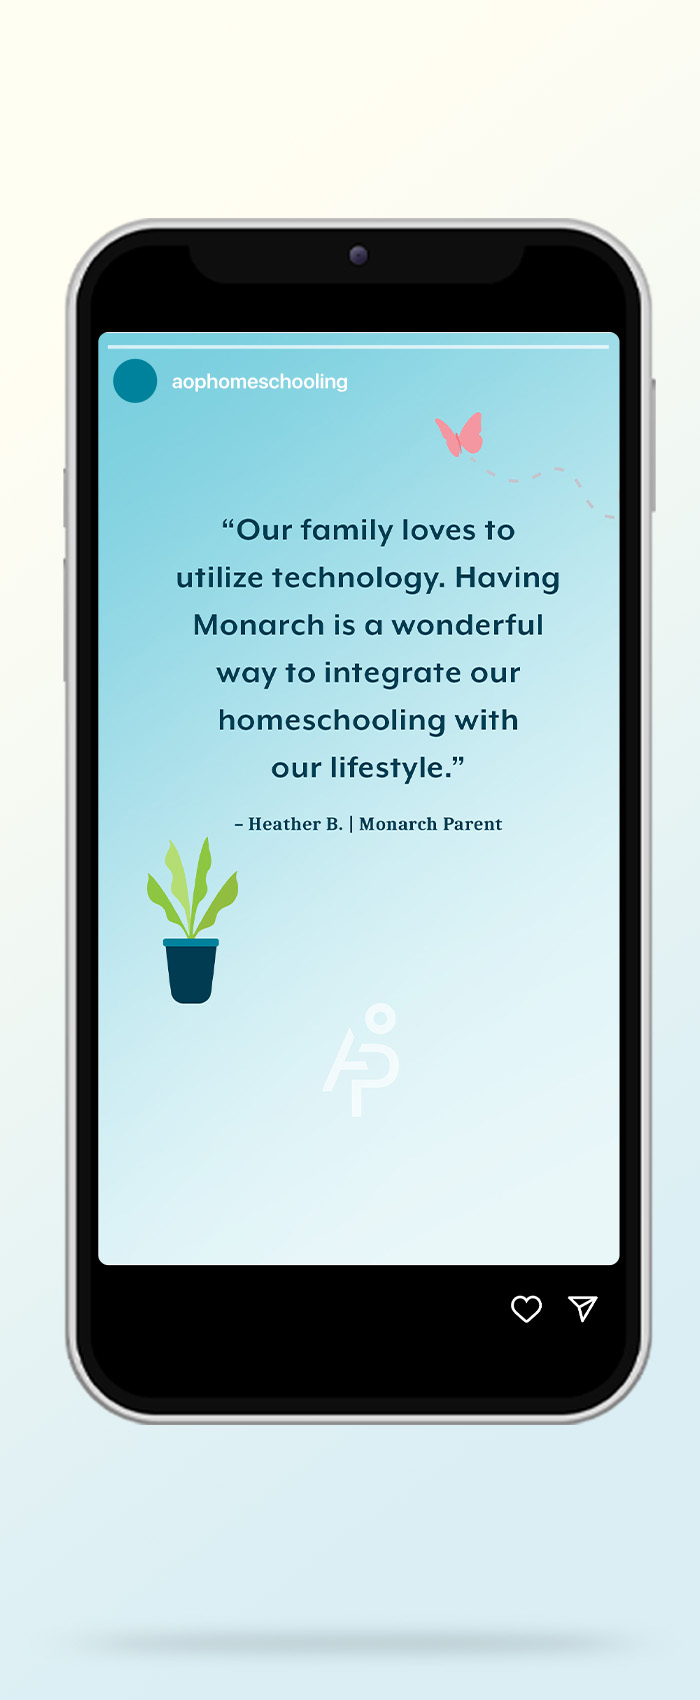 aophomeschooling
“Our family loves to
utilize technology. Having
Monarch is a wonderful
way to integrate our
homeschooling with
our lifestyle.”
– Heather B. | Monarch Parent
AOP